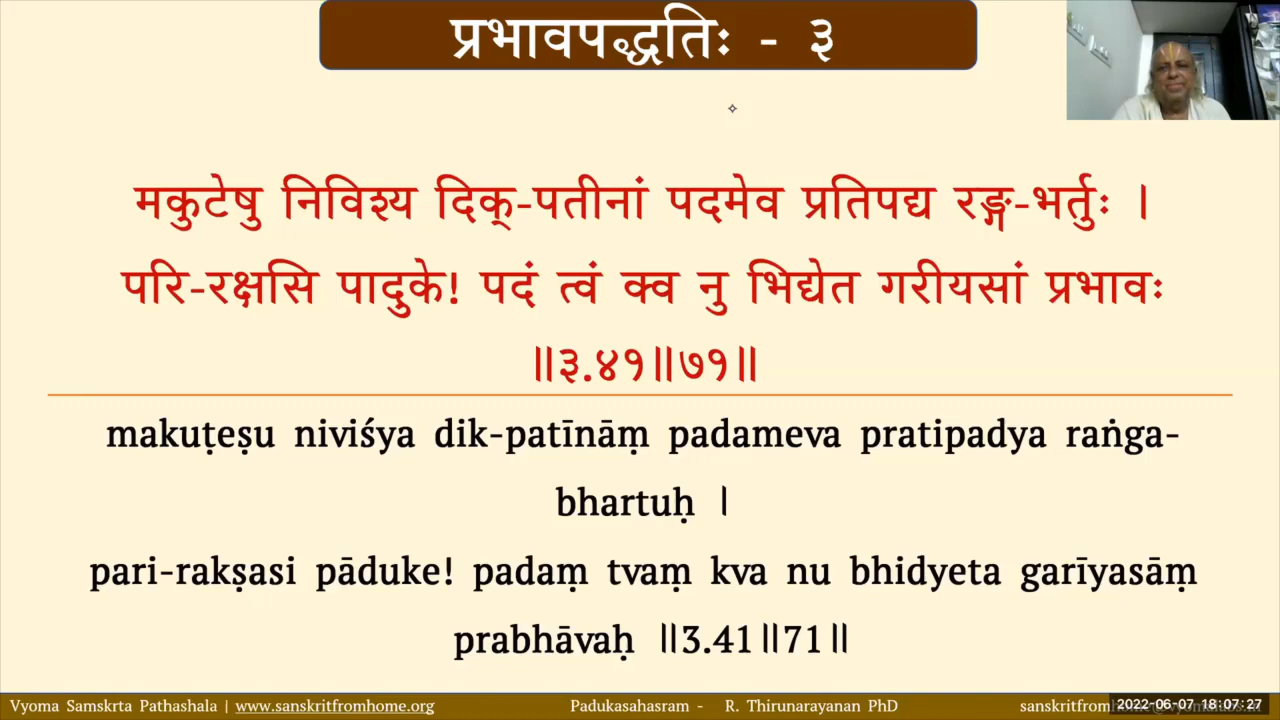 प्रभावपद्धतिः - ३
मकुटेषु निविश्य दिक्-पतीनां पदमेव प्रतिपद्य रङ्ग-भर्तुः ।
परि-रक्षसि पादुके! पदं त्वं क्व नु भिद्येत गरीयसां प्रभावः
॥३.४१॥७१॥
makuṭeṣu niviśya dik-patīnāṃ padameva pratipadya raṅga-
bhartuḥ ।
pari-rakṣasi pāduke! padaṃ tvaṃ kva nu bhidyeta garīyasāṃ
prabhāvaḥ ॥3.41॥71॥
Vyoma Samskrta Pathashala | www.sanskritfromhome.org Padukasahasram - R. Thirunarayanan PhD sanskritfrom 2022-06-07 18:07:27